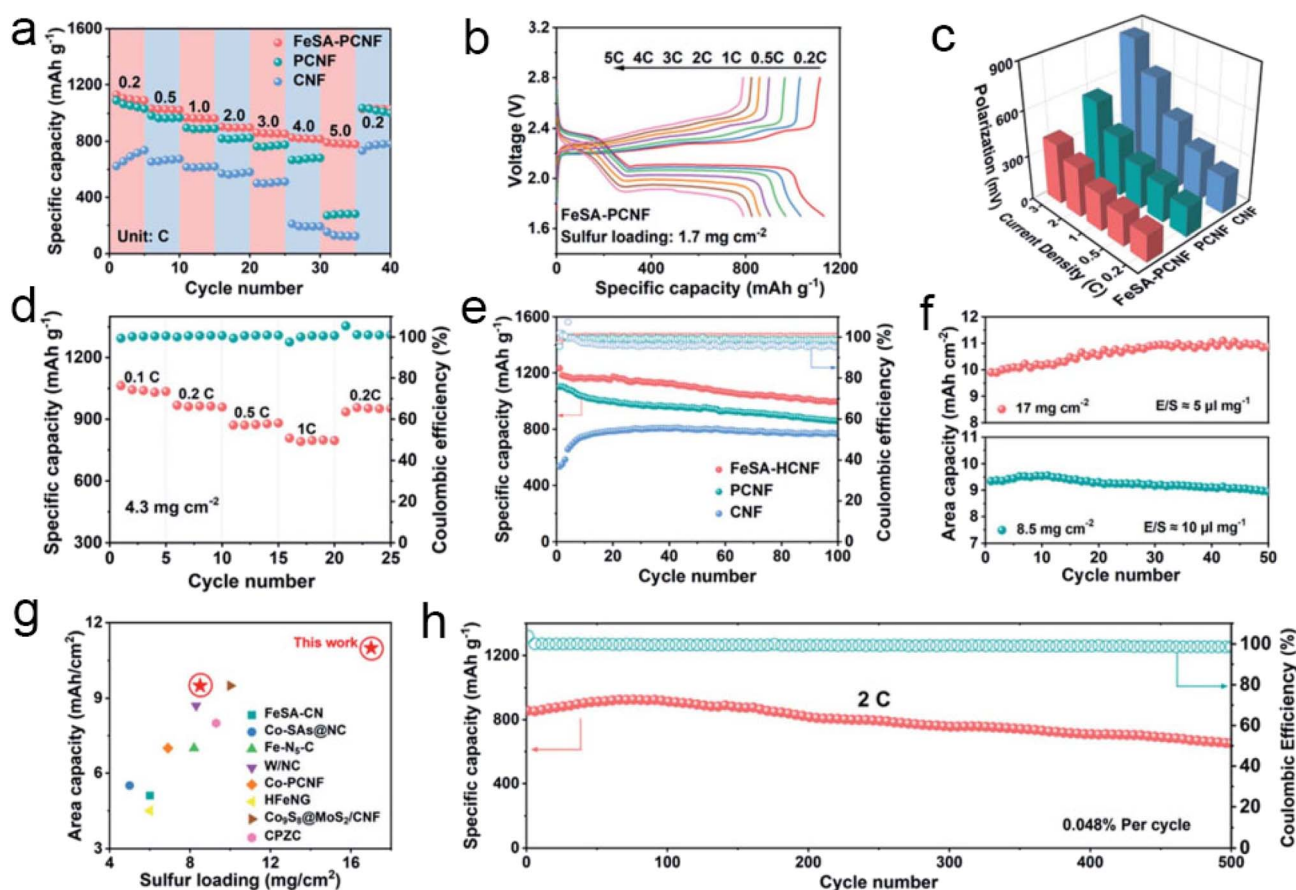 a
Specific capacity (mAh g⁻¹)
1600
1200
800
400
0
FeSA-PCNF
PCNF
CNF
0.2
0.5
1.0
2.0
3.0
4.0
5.0
0.2
Unit: C
0 10 20 30 40
Cycle number
b
Voltage (V)
3.2
2.8
2.4
2.0
1.6
5C 4C 3C 2C 1C 0.5C 0.2C
FeSA-PCNF
Sulfur loading: 1.7 mg cm⁻²
0 400 800 1200
Specific capacity (mAh g⁻¹)
c
Polarization (mV)
900
600
300
0
3 2 1 0.5 0.2
Current Density (C)
FeSA-PCNF PCNF CNF
d
Specific capacity (mAh g⁻¹)
1200
900
600
300
0.1 C
0.2 C
0.5 C
1C
0.2C
4.3 mg cm⁻²
100
80
60
40
20
0
Coulombic efficiency (%)
0 5 10 15 20 25
Cycle number
e
Specific capacity (mAh g⁻¹)
1600
1200
800
400
0
FeSA-HCNF
PCNF
CNF
100
80
60
40
20
0
Coulombic efficiency (%)
0 20 40 60 80 100
Cycle number
f
Area capacity (mAh cm⁻²)
12
11
10
9
8
17 mg cm⁻²
E/S ≈ 5 µl mg⁻¹
11
10
9
8
7
8.5 mg cm⁻²
E/S ≈ 10 µl mg⁻¹
0 10 20 30 40 50
Cycle number
g
Area capacity (mAh/cm²)
12
9
6
3
This work
FeSA-CN
Co-SAs@NC
Fe-N₅-C
W/NC
Co-PCNF
HFeNG
Co₉S₈@MoS₂/CNF
CPZC
4 8 12 16
Sulfur loading (mg/cm²)
h
Specific capacity (mAh g⁻¹)
1200
800
400
0
2 C
0.048% Per cycle
100
80
60
40
20
0
Coulombic Efficiency (%)
0 100 200 300 400 500
Cycle number